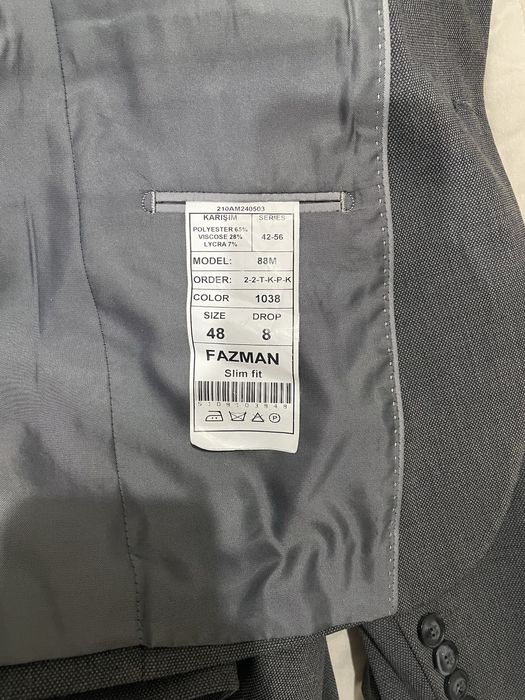 210AM240503
KARIŞIM SERIES
POLYESTER 65%
VISCOSE 28% 42-56
LYCRA 7%
MODEL: 88M
ORDER: 2-2-T-K-P-K
COLOR 1038
SIZE DROP
48 8
FAZMAN
Slim fit
P